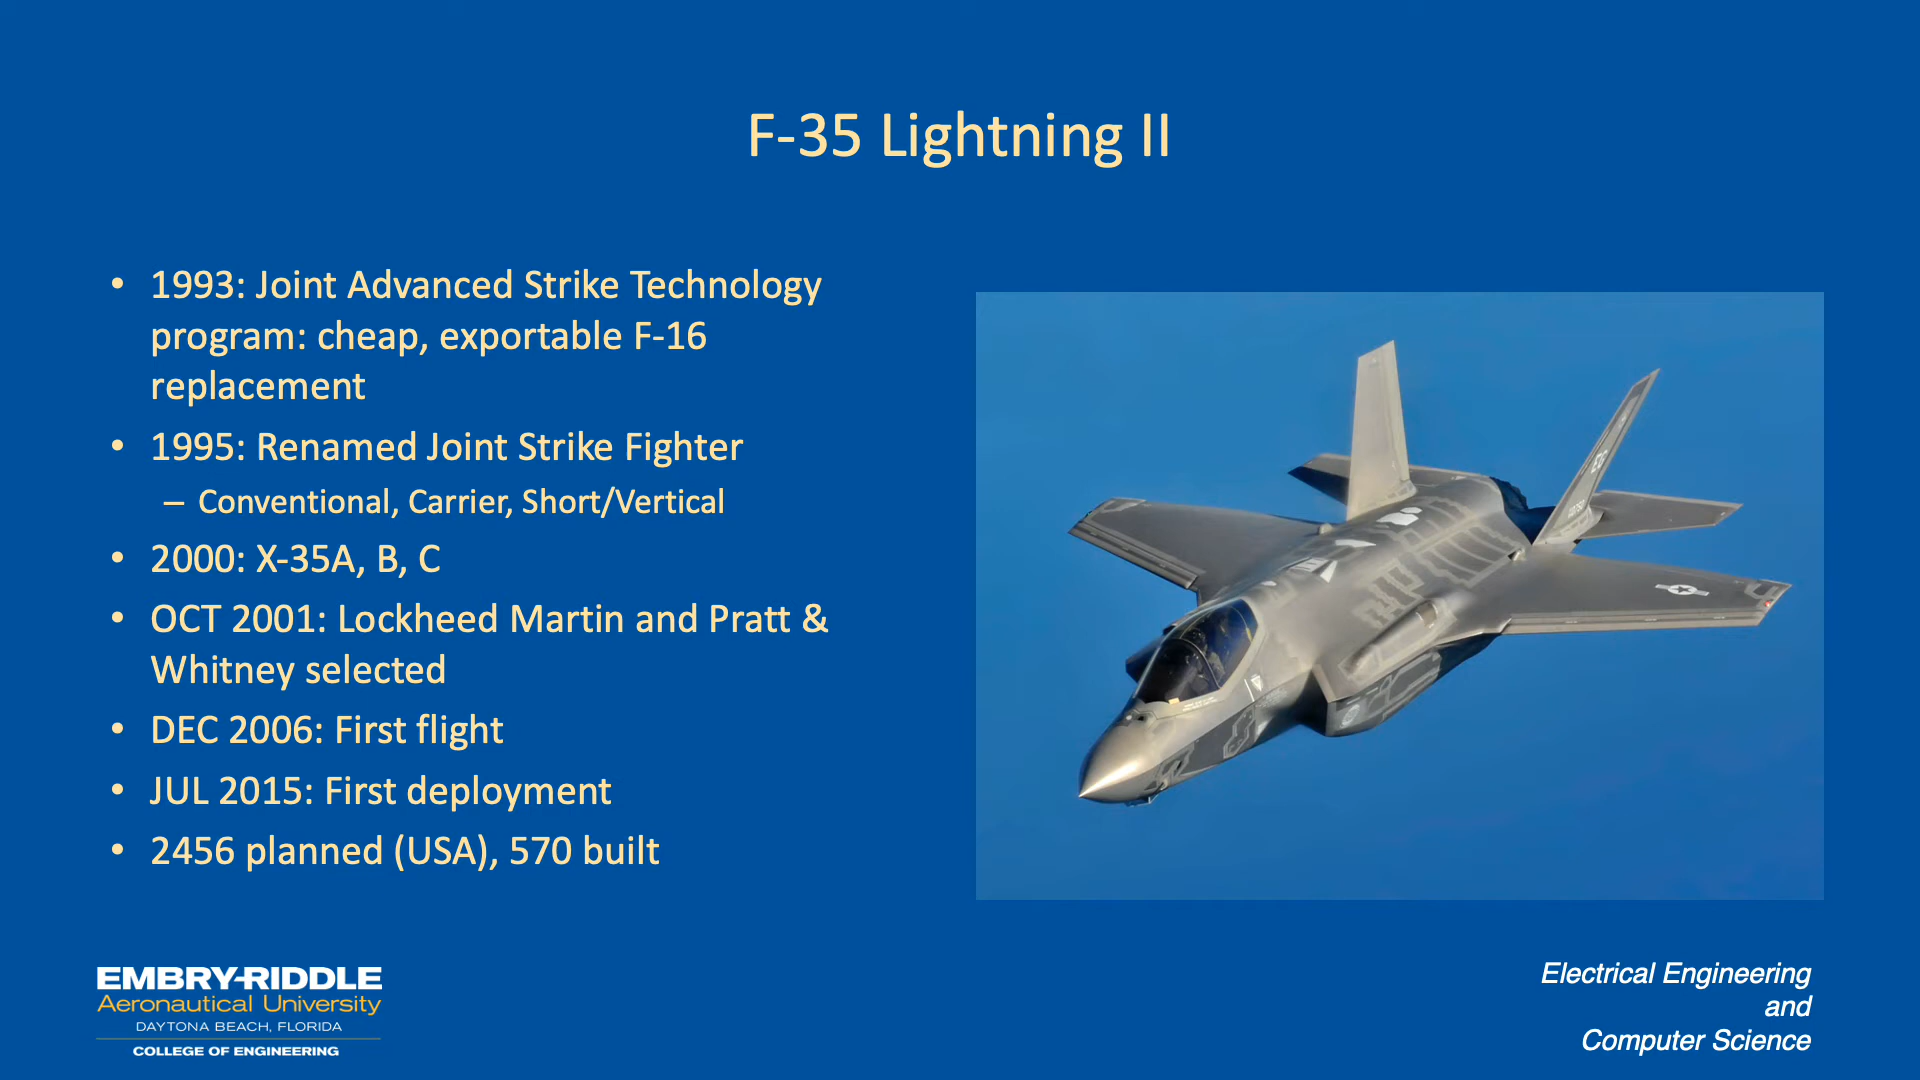 F-35 Lightning II
• 1993: Joint Advanced Strike Technology
program: cheap, exportable F-16
replacement
• 1995: Renamed Joint Strike Fighter
– Conventional, Carrier, Short/Vertical
• 2000: X-35A, B, C
• OCT 2001: Lockheed Martin and Pratt &
Whitney selected
• DEC 2006: First flight
• JUL 2015: First deployment
• 2456 planned (USA), 570 built
EMBRY-RIDDLE
Aeronautical University
DAYTONA BEACH, FLORIDA
COLLEGE OF ENGINEERING
Electrical Engineering
and
Computer Science